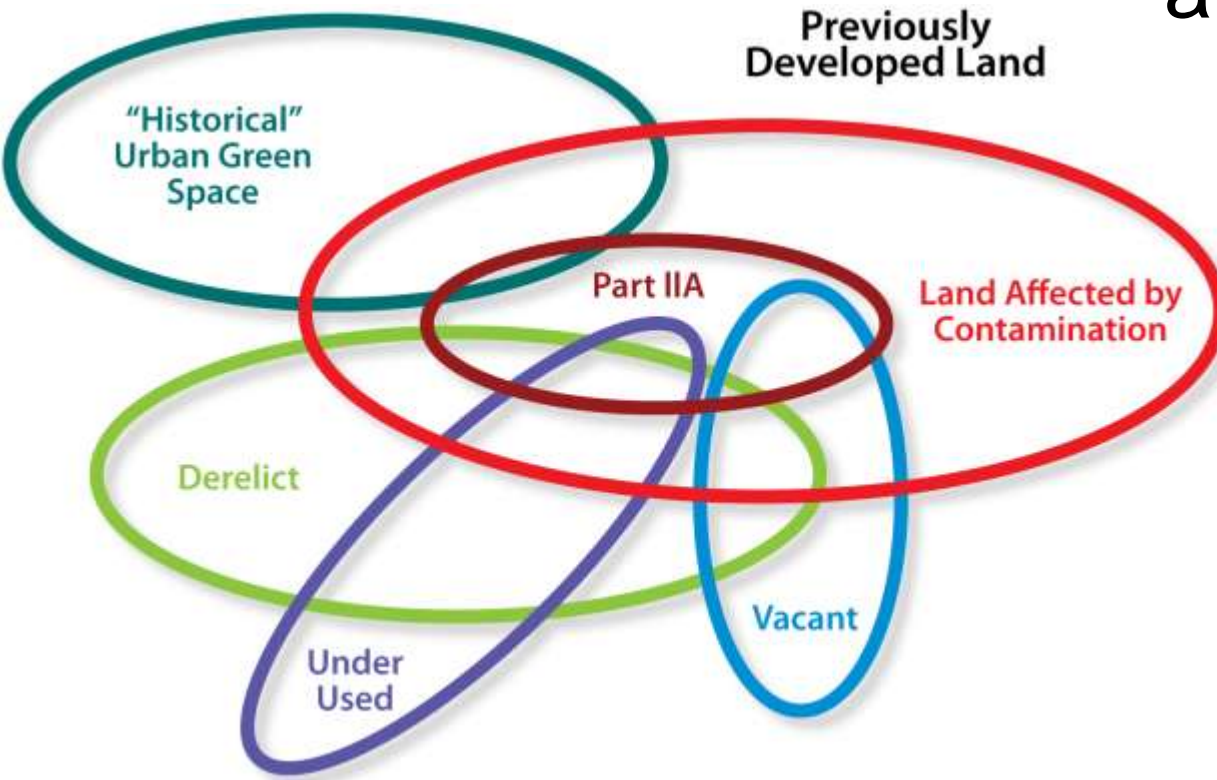 a
Previously
Developed Land
“Historical”
Urban Green
Space
Part IIA
Land Affected by
Contamination
Derelict
Vacant
Under
Used